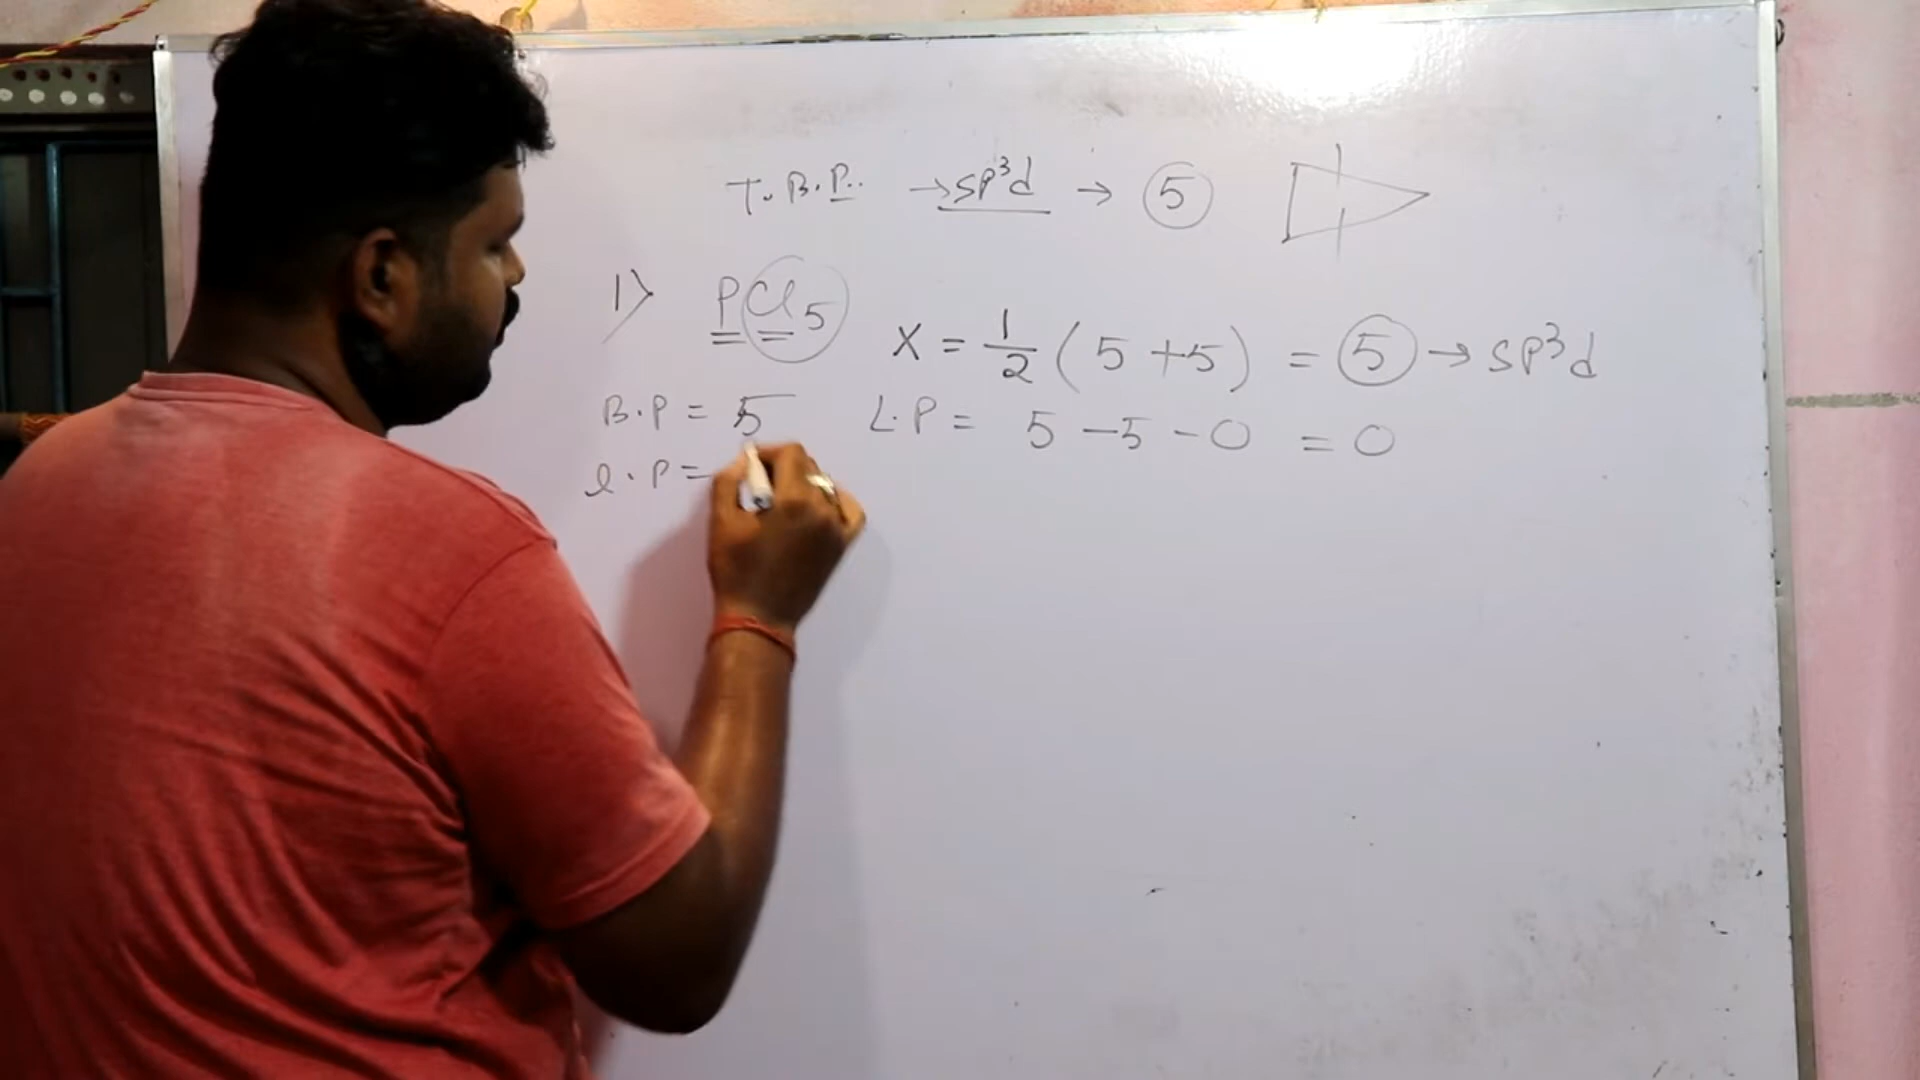 T.B.P.. → sp³d → 5
1) PCl₅ X = 1/2 (5+5) = 5 → sp³d
B.P = 5 L.P = 5 - 5 - 0 = 0
l.P =